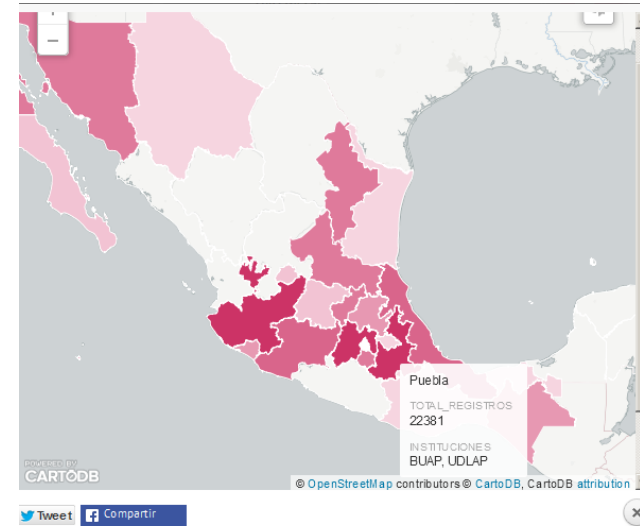 +
−
Puebla
TOTAL_REGISTROS
22381
INSTITUCIONES
BUAP, UDLAP
POWERED BY
CARTODB
© OpenStreetMap contributors © CartoDB, CartoDB attribution
Tweet
Compartir